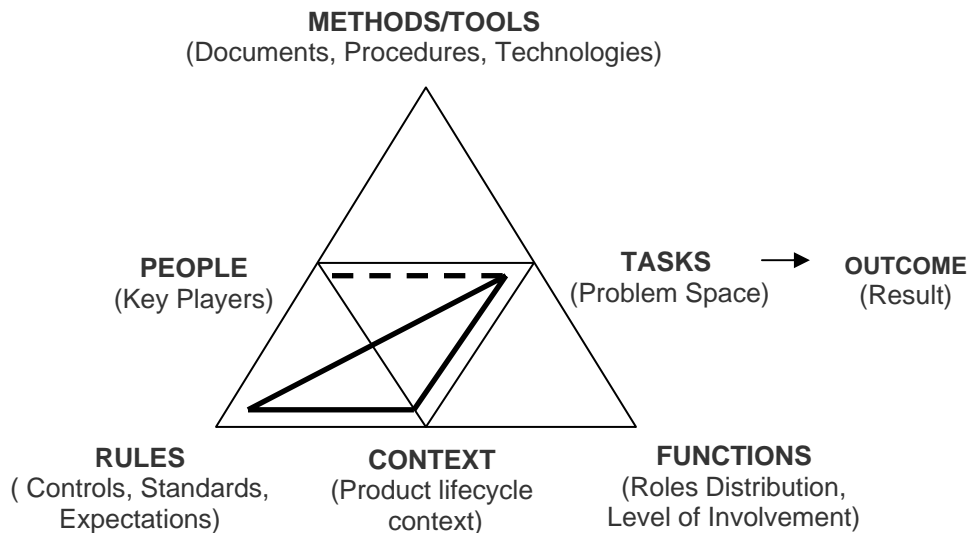 METHODS/TOOLS
(Documents, Procedures, Technologies)
PEOPLE
(Key Players)
TASKS
(Problem Space)
OUTCOME
(Result)
RULES
( Controls, Standards,
Expectations)
CONTEXT
(Product lifecycle
context)
FUNCTIONS
(Roles Distribution,
Level of Involvement)